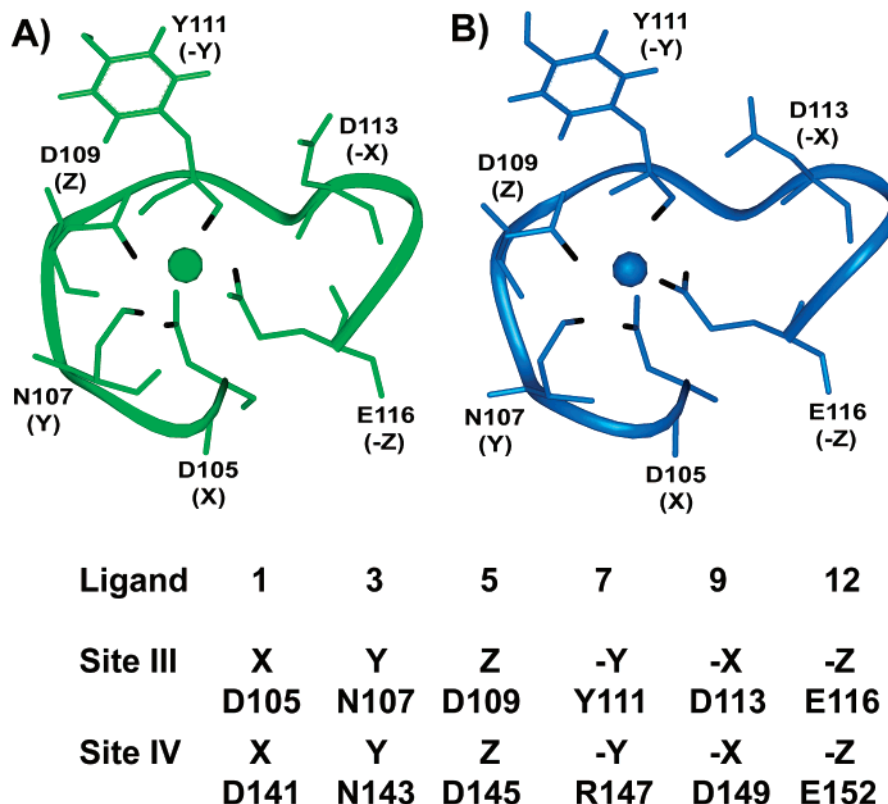 A)
Y111
(-Y)
D113
(-X)
D109
(Z)
N107
(Y)
D105
(X)
E116
(-Z)
B)
Y111
(-Y)
D113
(-X)
D109
(Z)
N107
(Y)
D105
(X)
E116
(-Z)
Ligand 1 3 5 7 9 12
Site III X Y Z -Y -X -Z
D105 N107 D109 Y111 D113 E116
Site IV X Y Z -Y -X -Z
D141 N143 D145 R147 D149 E152